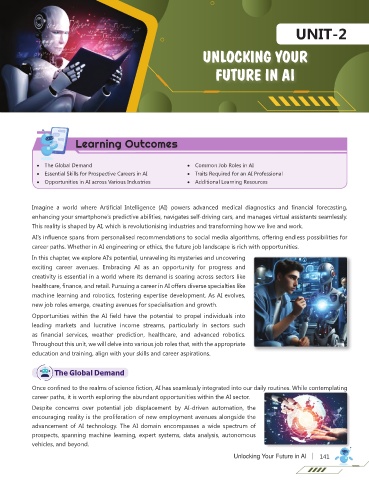 UNIT-2
UNLOCKING YOUR
FUTURE IN AI
Learning Outcomes
• The Global Demand
• Essential Skills for Prospective Careers in AI
• Opportunities in AI across Various Industries
• Common Job Roles in AI
• Traits Required for an AI Professional
• Additional Learning Resources
Imagine a world where Artificial Intelligence (AI) powers advanced medical diagnostics and financial forecasting,
enhancing your smartphone's predictive abilities, navigates self-driving cars, and manages virtual assistants seamlessly.
This reality is shaped by AI, which is revolutionising industries and transforming how we live and work.
AI's influence spans from personalised recommendations to social media algorithms, offering endless possibilities for
career paths. Whether in AI engineering or ethics, the future job landscape is rich with opportunities.
In this chapter, we explore AI's potential, unraveling its mysteries and uncovering
exciting career avenues. Embracing AI as an opportunity for progress and
creativity is essential in a world where its demand is soaring across sectors like
healthcare, finance, and retail. Pursuing a career in AI offers diverse specialties like
machine learning and robotics, fostering expertise development. As AI evolves,
new job roles emerge, creating avenues for specialisation and growth.
Opportunities within the AI field have the potential to propel individuals into
leading markets and lucrative income streams, particularly in sectors such
as financial services, weather prediction, healthcare, and advanced robotics.
Throughout this unit, we will delve into various job roles that, with the appropriate
education and training, align with your skills and career aspirations.
The Global Demand
Once confined to the realms of science fiction, AI has seamlessly integrated into our daily routines. While contemplating
career paths, it is worth exploring the abundant opportunities within the AI sector.
Despite concerns over potential job displacement by AI-driven automation, the
encouraging reality is the proliferation of new employment avenues alongside the
advancement of AI technology. The AI domain encompasses a wide spectrum of
prospects, spanning machine learning, expert systems, data analysis, autonomous
vehicles, and beyond.
Unlocking Your Future in AI | 141